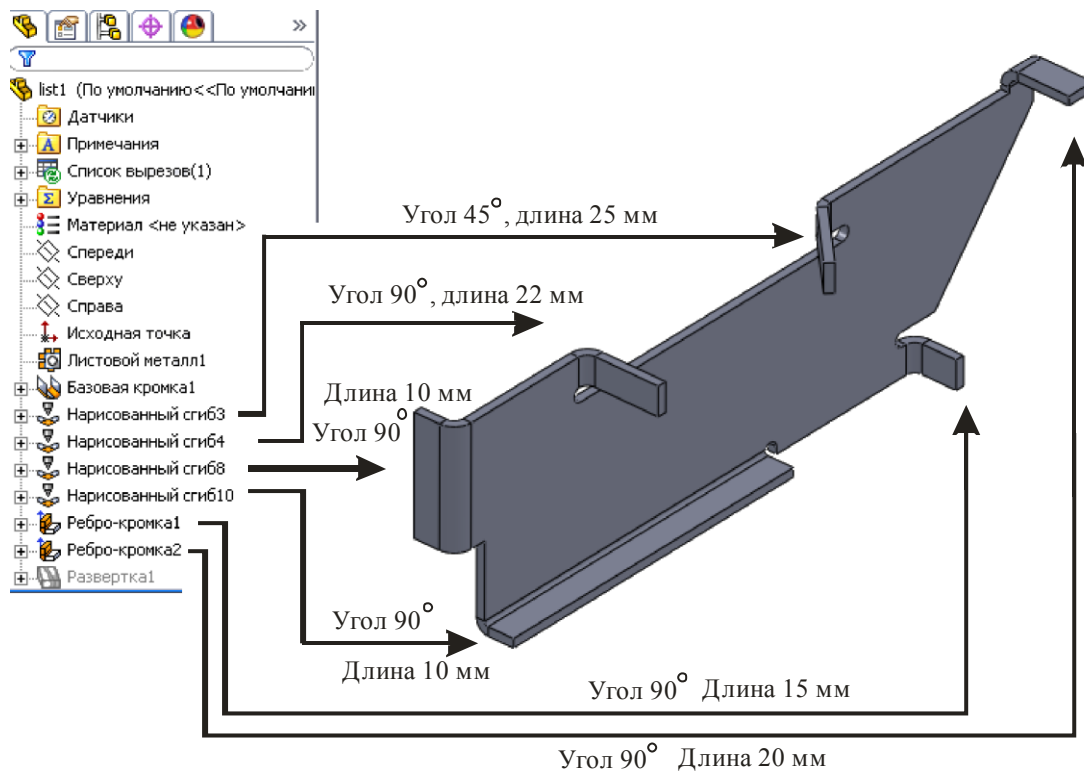 »
list1 (По умолчанию<<По умолчани
Датчики
Примечания
Список вырезов(1)
Уравнения
Материал <не указан>
Спереди
Сверху
Справа
Исходная точка
Листовой металл1
Базовая кромка1
Нарисованный сгиб3
Нарисованный сгиб4
Нарисованный сгиб8
Нарисованный сгиб10
Ребро-кромка1
Ребро-кромка2
Развертка1
Угол 45°, длина 25 мм
Угол 90°, длина 22 мм
Длина 10 мм
Угол 90°
Угол 90°
Длина 10 мм
Угол 90° Длина 15 мм
Угол 90° Длина 20 мм